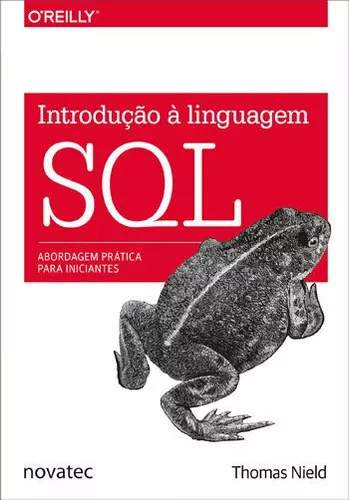 O'REILLY®
Introdução à linguagem
SQL
ABORDAGEM PRÁTICA
PARA INICIANTES
novatec
Thomas Nield